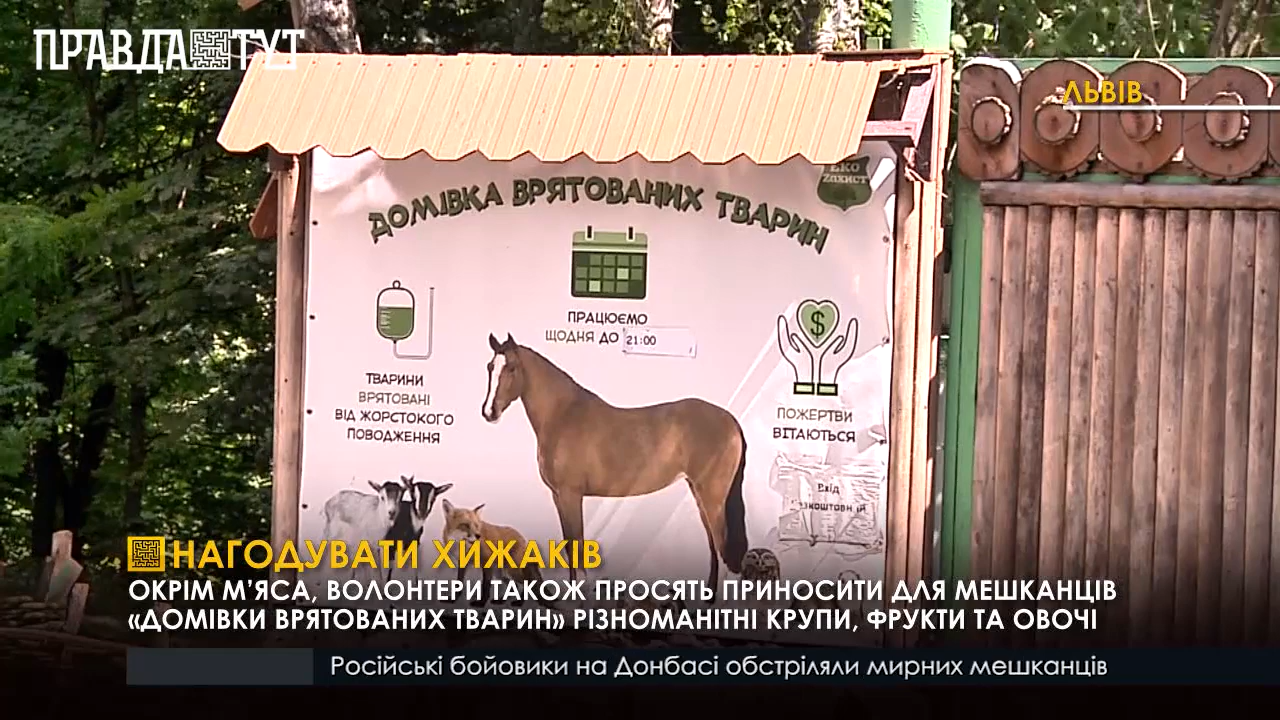 ПРАВДА ТУТ
ЛЬВІВ
ЕКО
Zахист
ДОМІВКА ВРЯТОВАНИХ ТВАРИН
ПРАЦЮЄМО
ЩОДНЯ ДО 21:00
ТВАРИНИ
ВРЯТОВАНІ
ВІД ЖОРСТОКОГО
ПОВОДЖЕННЯ
$
ПОЖЕРТВИ
ВІТАЮТЬСЯ
Вхід
НАГОДУВАТИ ХИЖАКІВ
ОКРІМ М’ЯСА, ВОЛОНТЕРИ ТАКОЖ ПРОСЯТЬ ПРИНОСИТИ ДЛЯ МЕШКАНЦІВ
«ДОМІВКИ ВРЯТОВАНИХ ТВАРИН» РІЗНОМАНІТНІ КРУПИ, ФРУКТИ ТА ОВОЧІ
Російські бойовики на Донбасі обстріляли мирних мешканців